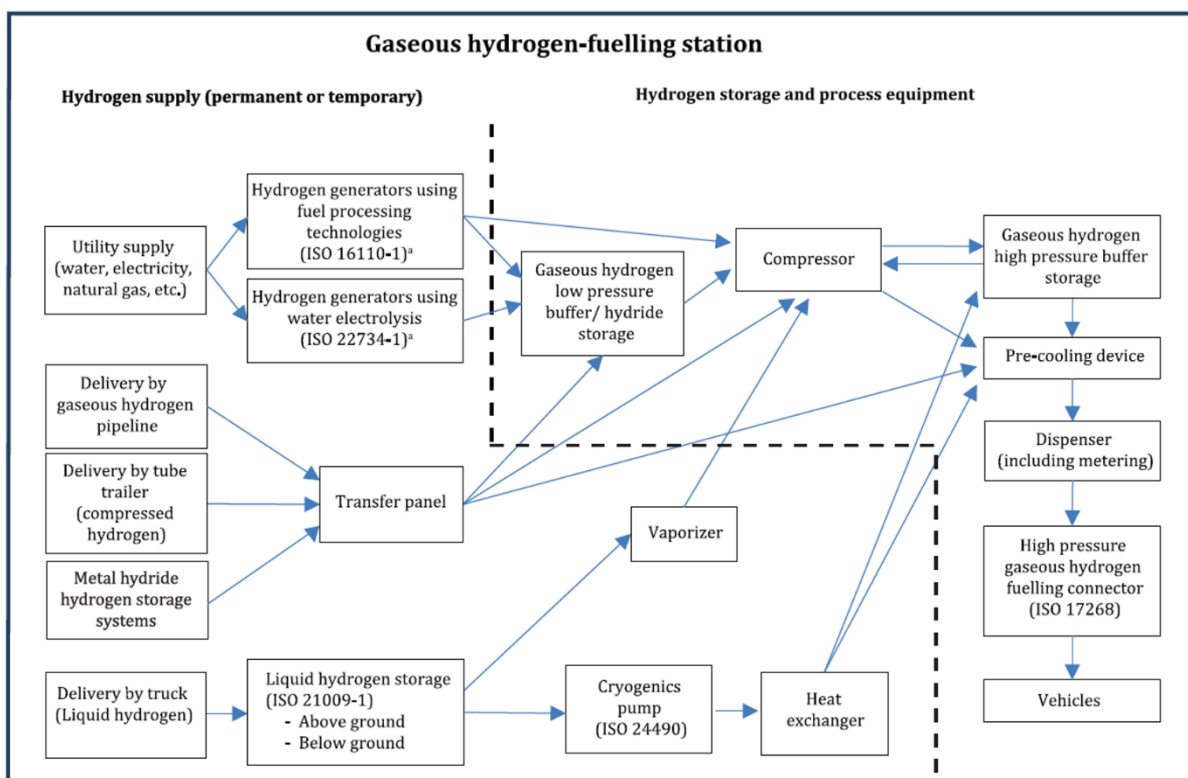 Gaseous hydrogen-fuelling station
Hydrogen supply (permanent or temporary)
Hydrogen storage and process equipment
Utility supply
(water, electricity,
natural gas, etc.)
Hydrogen generators using
fuel processing
technologies
(ISO 16110-1)ᵃ
Hydrogen generators using
water electrolysis
(ISO 22734-1)ᵃ
Gaseous hydrogen
low pressure
buffer/ hydride
storage
Compressor
Gaseous hydrogen
high pressure buffer
storage
Pre-cooling device
Delivery by
gaseous hydrogen
pipeline
Delivery by tube
trailer
(compressed
hydrogen)
Metal hydride
hydrogen storage
systems
Transfer panel
Vaporizer
Dispenser
(including metering)
High pressure
gaseous hydrogen
fuelling connector
(ISO 17268)
Delivery by truck
(Liquid hydrogen)
Liquid hydrogen storage
(ISO 21009-1)
- Above ground
- Below ground
Cryogenics
pump
(ISO 24490)
Heat
exchanger
Vehicles